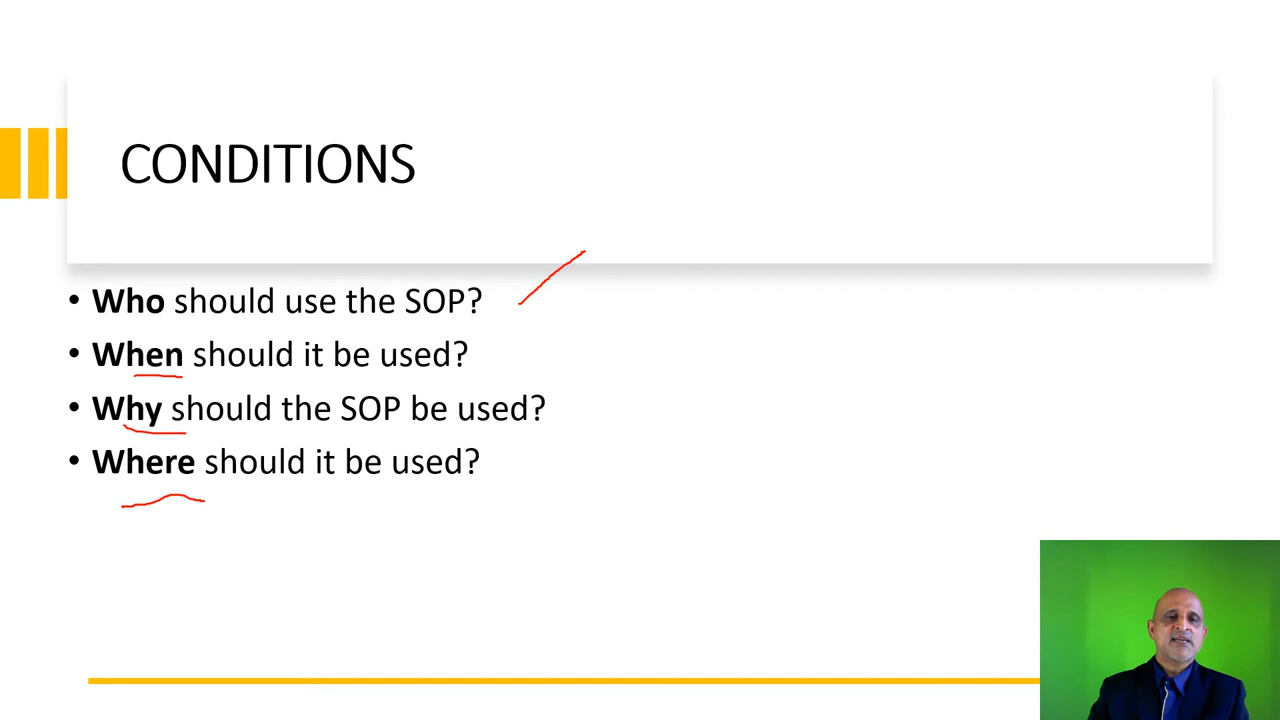 CONDITIONS
• Who should use the SOP?
• When should it be used?
• Why should the SOP be used?
• Where should it be used?